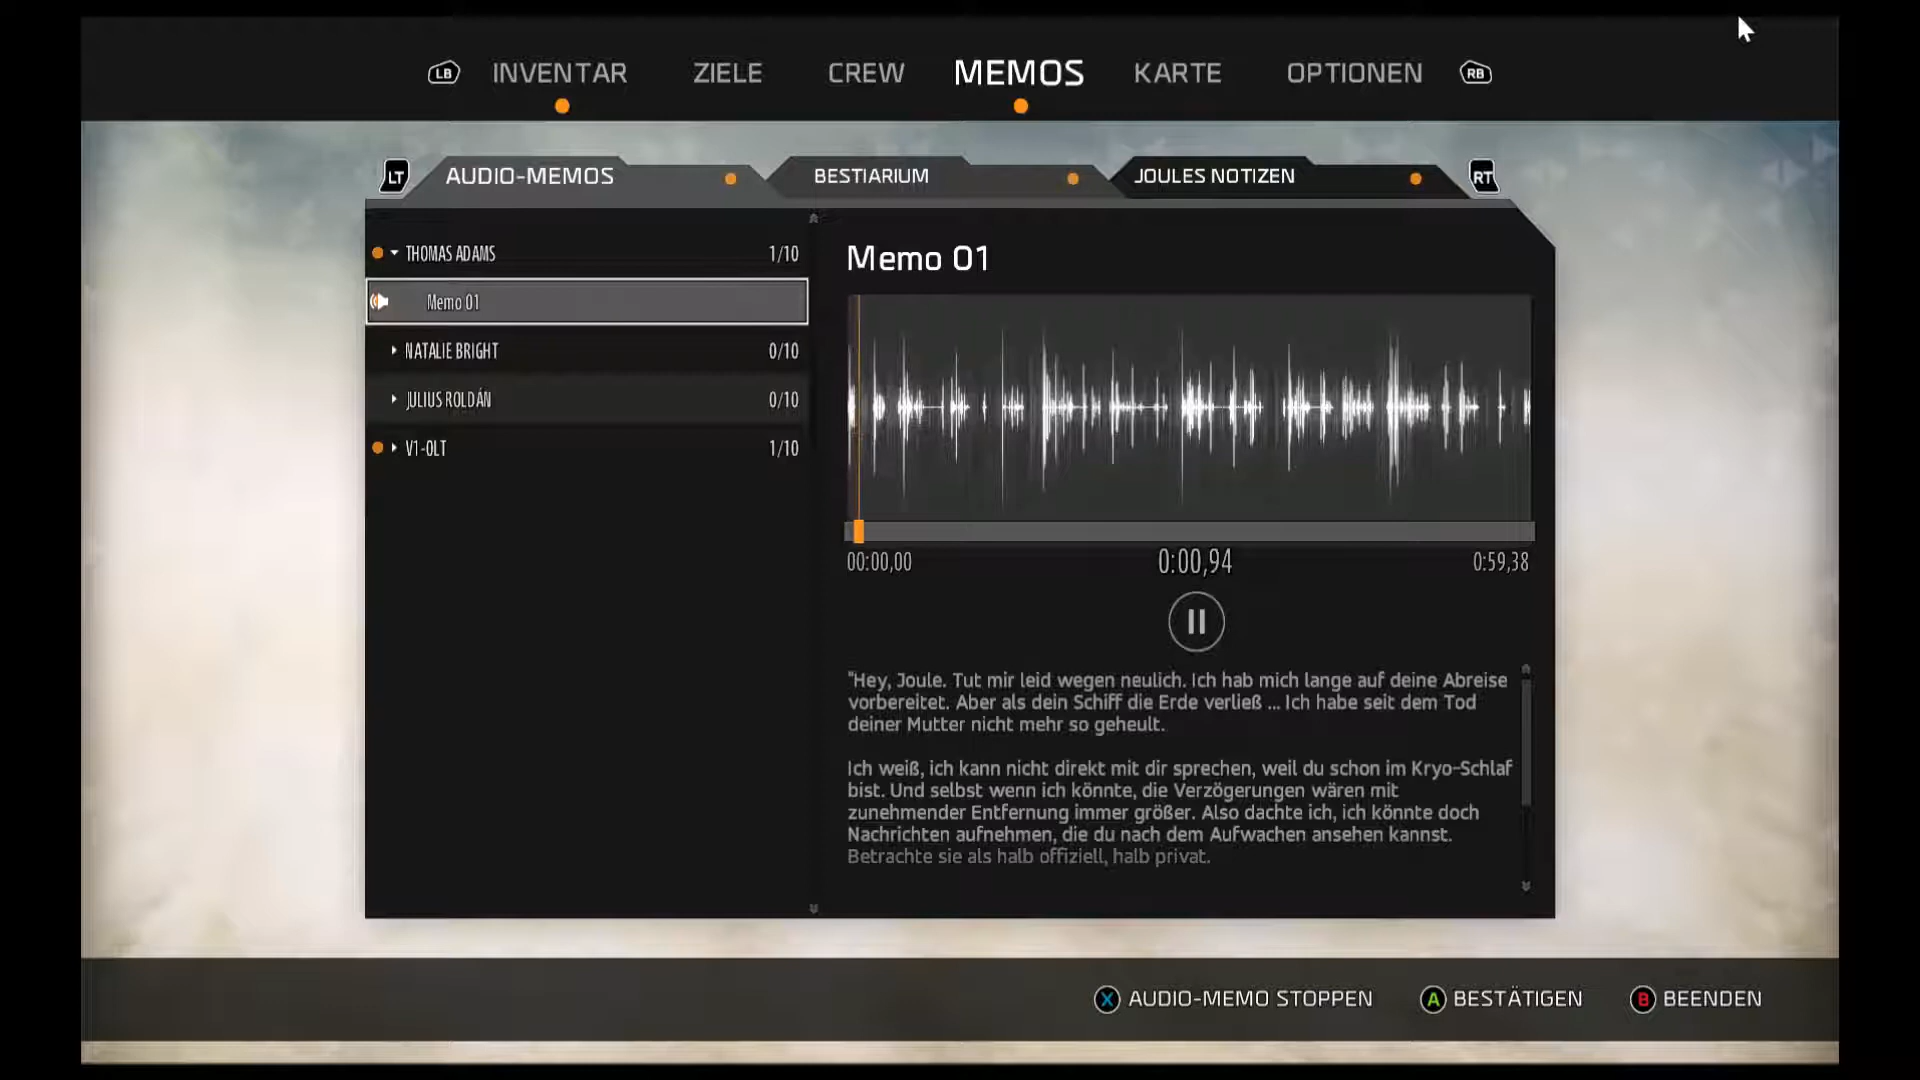 LB INVENTAR ZIELE CREW MEMOS KARTE OPTIONEN RB
LT AUDIO-MEMOS BESTIARIUM JOULES NOTIZEN RT
THOMAS ADAMS 1/10
Memo 01
NATALIE BRIGHT 0/10
JULIUS ROLDÁN 0/10
V1-OLT 1/10
Memo 01
00:00,00 0:00,94 0:59,38
"Hey, Joule. Tut mir leid wegen neulich. Ich hab mich lange auf deine Abreise
vorbereitet. Aber als dein Schiff die Erde verließ ... Ich habe seit dem Tod
deiner Mutter nicht mehr so geheult.
Ich weiß, ich kann nicht direkt mit dir sprechen, weil du schon im Kryo-Schlaf
bist. Und selbst wenn ich könnte, die Verzögerungen wären mit
zunehmender Entfernung immer größer. Also dachte ich, ich könnte doch
Nachrichten aufnehmen, die du nach dem Aufwachen ansehen kannst.
Betrachte sie als halb offiziell, halb privat.
X AUDIO-MEMO STOPPEN A BESTÄTIGEN B BEENDEN